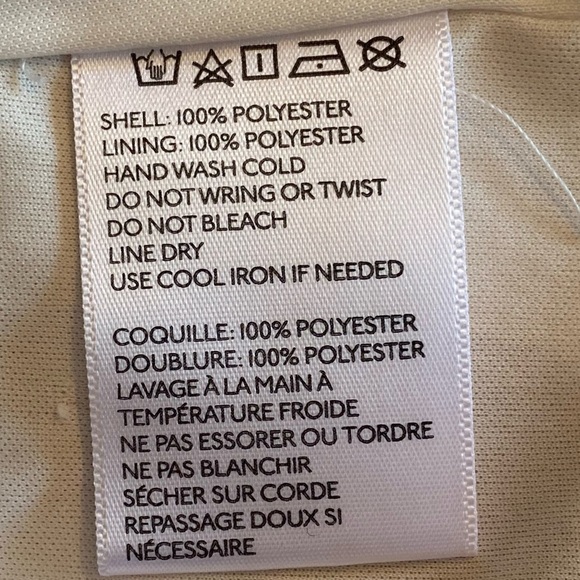 SHELL: 100% POLYESTER
LINING: 100% POLYESTER
HAND WASH COLD
DO NOT WRING OR TWIST
DO NOT BLEACH
LINE DRY
USE COOL IRON IF NEEDED
COQUILLE: 100% POLYESTER
DOUBLURE: 100% POLYESTER
LAVAGE À LA MAIN À
TEMPÉRATURE FROIDE
NE PAS ESSORER OU TORDRE
NE PAS BLANCHIR
SÉCHER SUR CORDE
REPASSAGE DOUX SI
NÉCESSAIRE